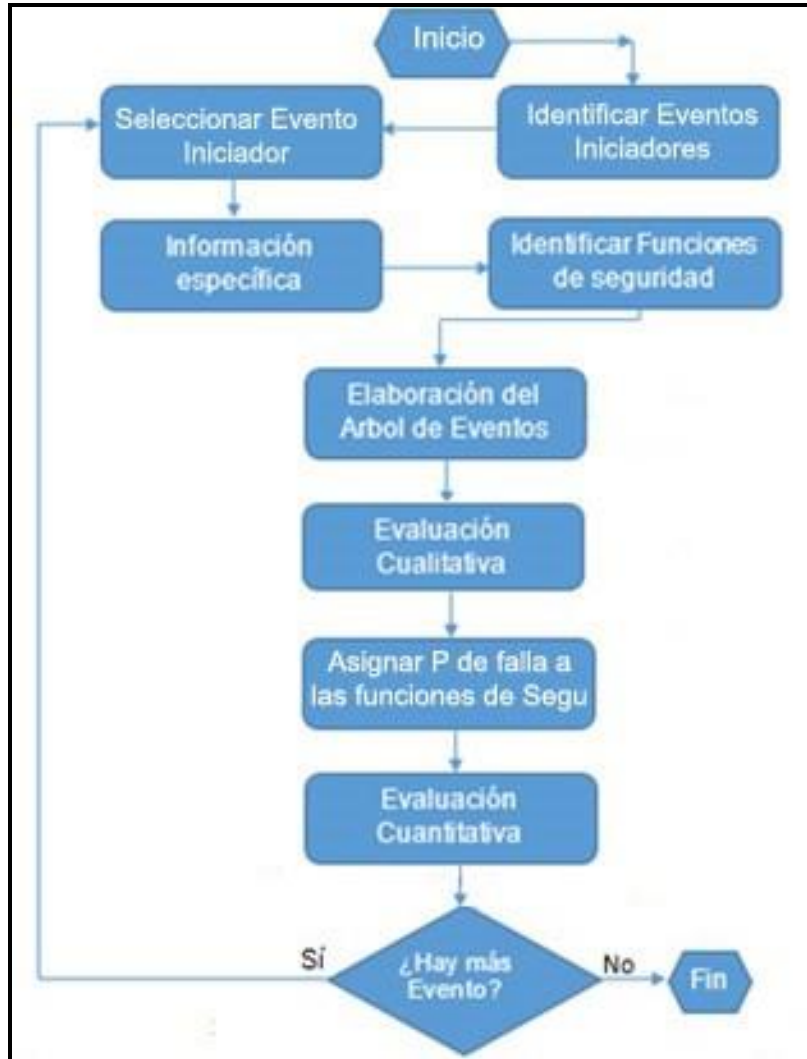 Inicio
Identificar Eventos
Iniciadores
Seleccionar Evento
Iniciador
Información
específica
Identificar Funciones
de seguridad
Elaboración del
Arbol de Eventos
Evaluación
Cualitativa
Asignar P de falla a
las funciones de Segu
Evaluación
Cuantitativa
¿Hay más
Evento?
Sí
No
Fin